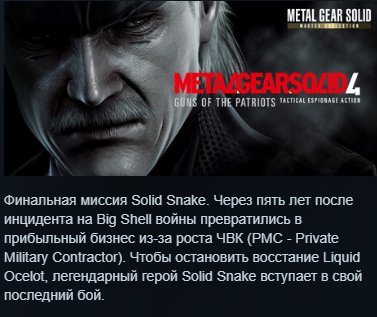 METAL GEAR SOLID
MASTER COLLECTION
METAL GEAR SOLID 4
GUNS OF THE PATRIOTS TACTICAL ESPIONAGE ACTION
Финальная миссия Solid Snake. Через пять лет после
инцидента на Big Shell войны превратились в
прибыльный бизнес из-за роста ЧВК (PMC - Private
Military Contractor). Чтобы остановить восстание Liquid
Ocelot, легендарный герой Solid Snake вступает в свой
последний бой.